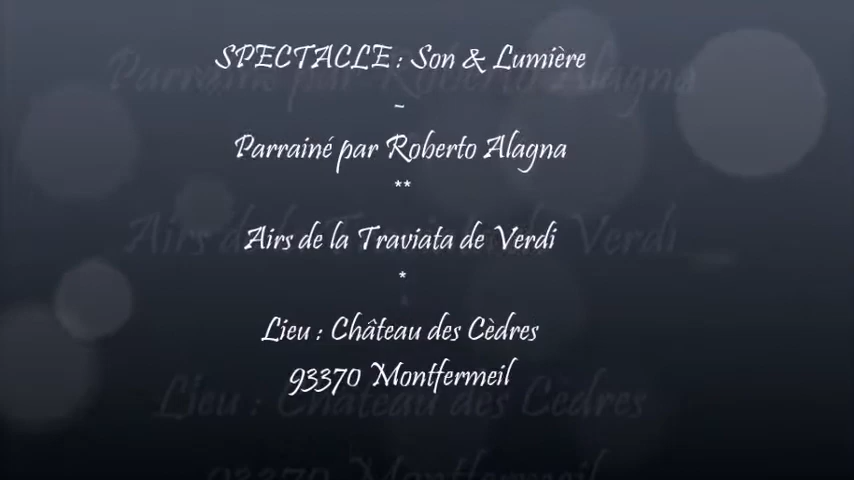 SPECTACLE : Son & Lumière
~
Parrainé par Roberto Alagna
**
Airs de la Traviata de Verdi
*
Lieu : Château des Cèdres
93370 Montfermeil